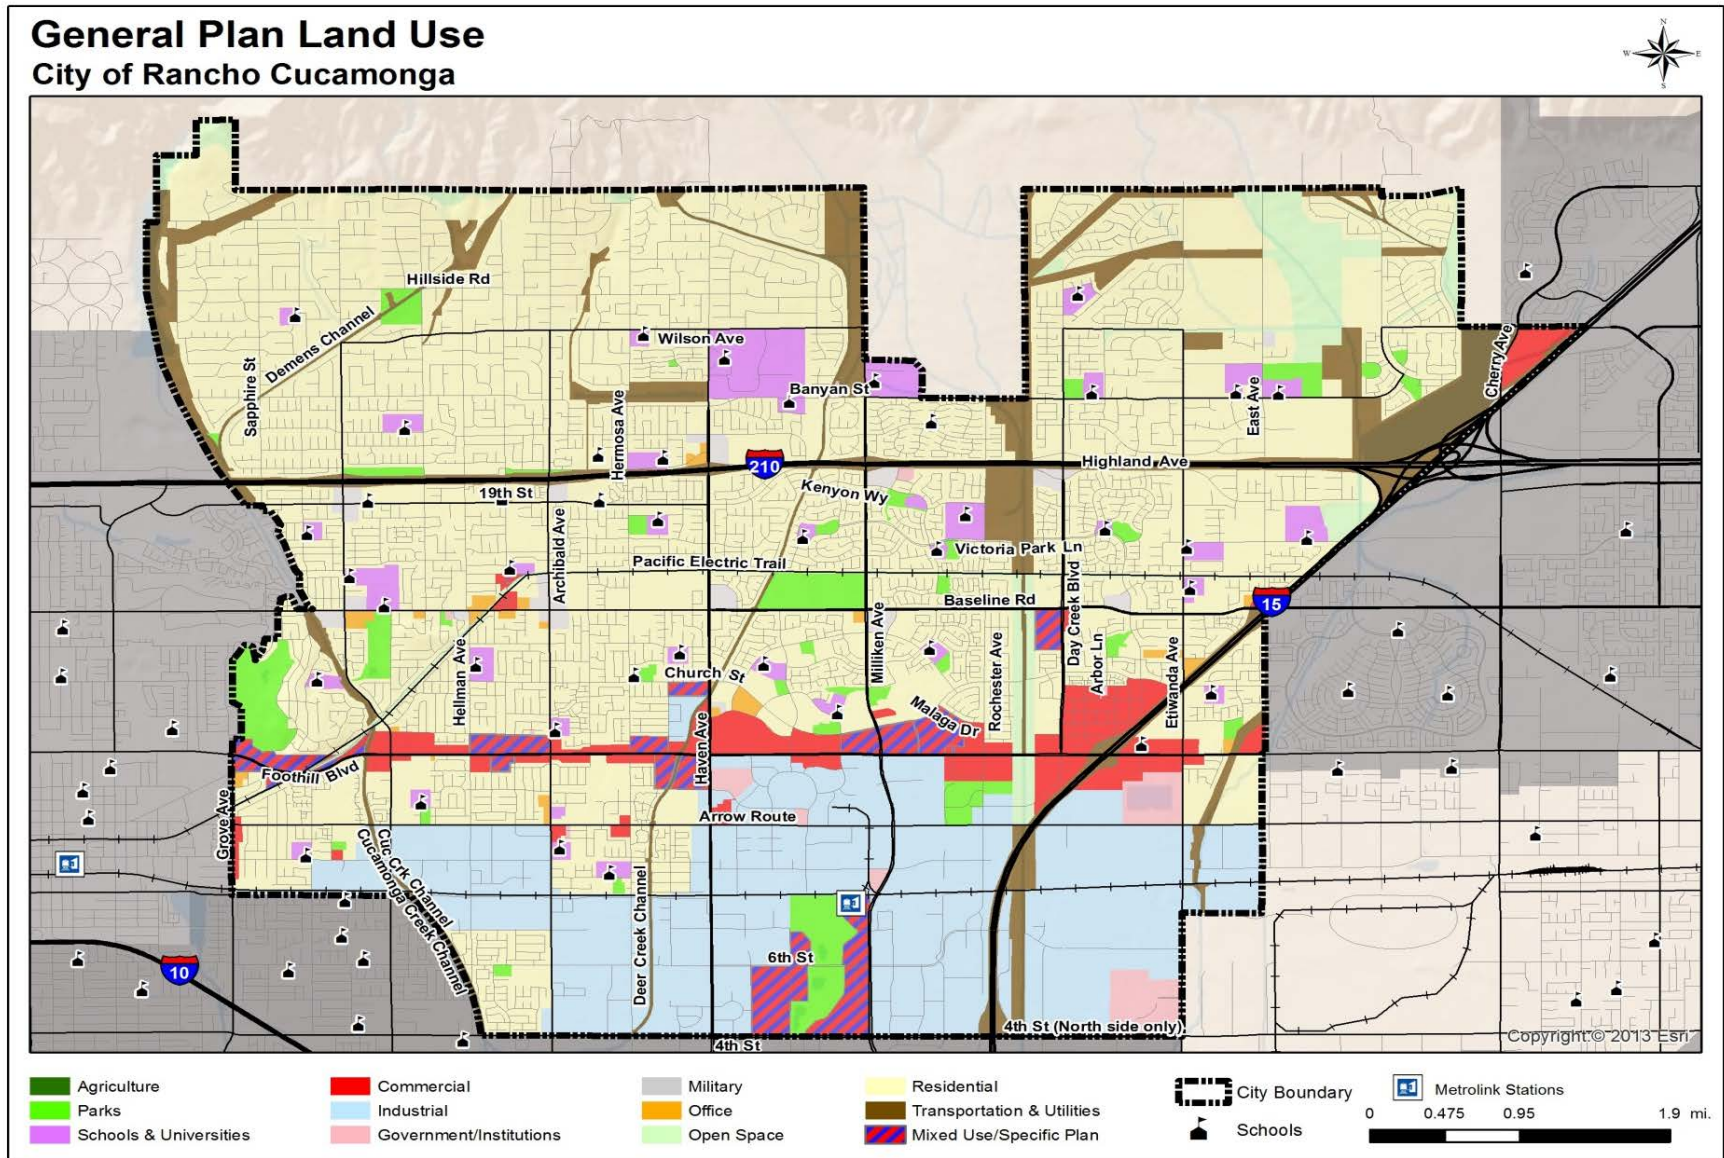 General Plan Land Use
City of Rancho Cucamonga
N
W
E
S
Hillside Rd
Demens Channel
Sapphire St
Wilson Ave
Banyan St
Hermosa Ave
East Ave
Cherry Ave
210
Highland Ave
19th St
Kenyon Wy
Archibald Ave
Victoria Park Ln
Pacific Electric Trail
Day Creek Blvd
Baseline Rd
15
Milliken Ave
Hellman Ave
Church St
Rochester Ave
Arbor Ln
Etiwanda Ave
Malaga Dr
Haven Ave
Foothill Blvd
Grove Ave
Arrow Route
Cuc Crk Channel
Cucamonga Creek Channel
Deer Creek Channel
6th St
10
4th St (North side only)
4th St
Copyright:© 2013 Esri
Agriculture
Parks
Schools & Universities
Commercial
Industrial
Government/Institutions
Military
Office
Open Space
Residential
Transportation & Utilities
Mixed Use/Specific Plan
City Boundary
Schools
Metrolink Stations
0 0.475 0.95 1.9 mi.